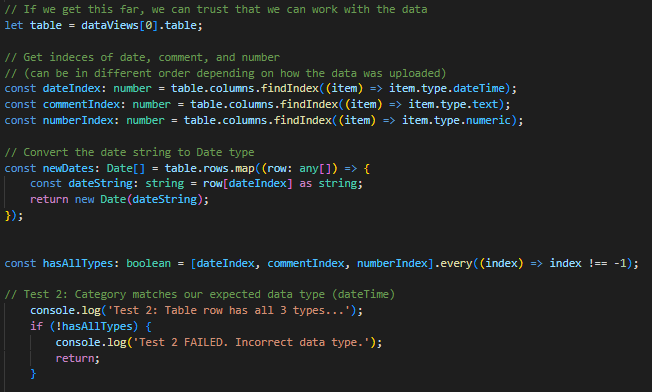 // If we get this far, we can trust that we can work with the data
let table = dataViews[0].table;
// Get indeces of date, comment, and number
// (can be in different order depending on how the data was uploaded)
const dateIndex: number = table.columns.findIndex((item) => item.type.dateTime);
const commentIndex: number = table.columns.findIndex((item) => item.type.text);
const numberIndex: number = table.columns.findIndex((item) => item.type.numeric);
// Convert the date string to Date type
const newDates: Date[] = table.rows.map((row: any[]) => {
    const dateString: string = row[dateIndex] as string;
    return new Date(dateString);
});
const hasAllTypes: boolean = [dateIndex, commentIndex, numberIndex].every((index) => index !== -1);
// Test 2: Category matches our expected data type (dateTime)
    console.log('Test 2: Table row has all 3 types...');
    if (!hasAllTypes) {
        console.log('Test 2 FAILED. Incorrect data type.');
        return;
    }